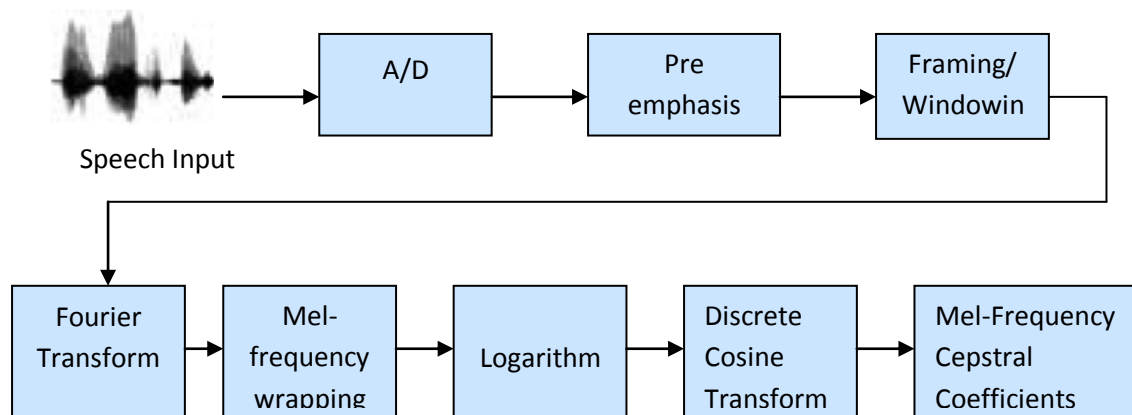 A/D
Pre
emphasis
Framing/
Windowin
Speech Input
Fourier
Transform
Mel-
frequency
wrapping
Logarithm
Discrete
Cosine
Transform
Mel-Frequency
Cepstral
Coefficients